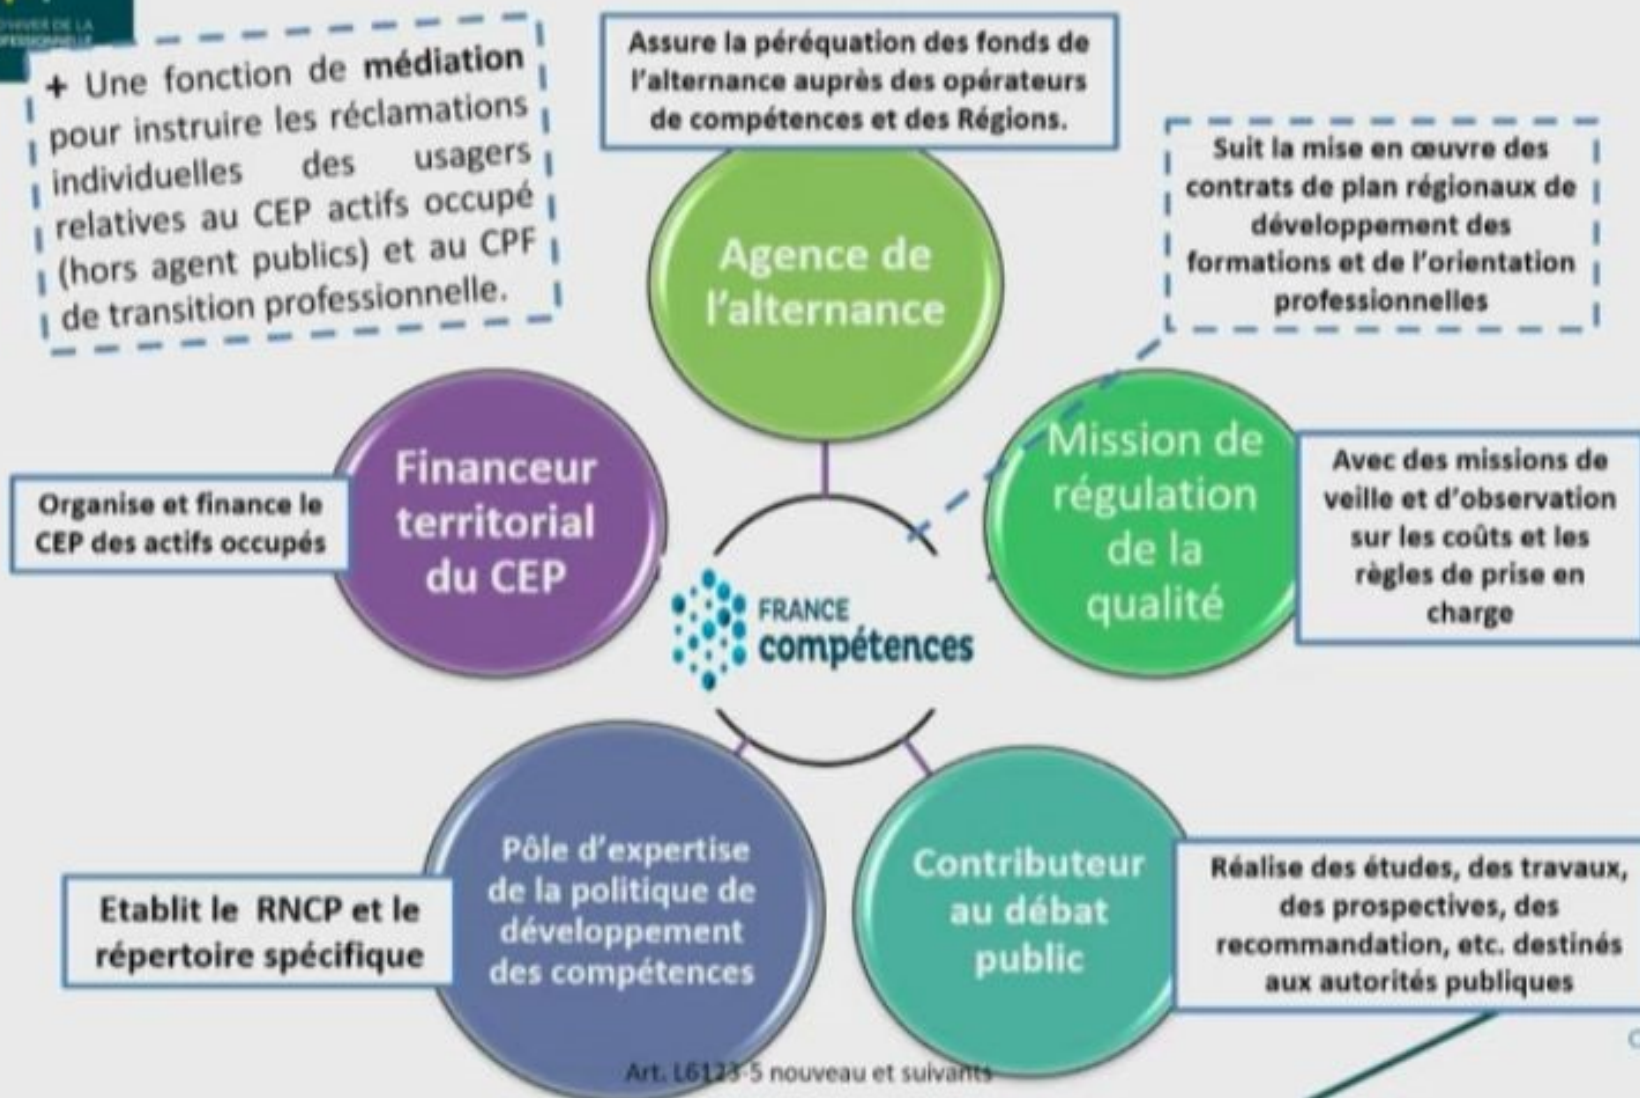 D'HIVER DE LA
+ Une fonction de médiation
pour instruire les réclamations
individuelles des usagers
relatives au CEP actifs occupé
(hors agent publics) et au CPF
de transition professionnelle.
Assure la péréquation des fonds de
l'alternance auprès des opérateurs
de compétences et des Régions.
Suit la mise en œuvre des
contrats de plan régionaux de
développement des
formations et de l'orientation
professionnelles
Agence de
l'alternance
Financeur
territorial
du CEP
Organise et finance le
CEP des actifs occupés
Mission de
régulation
de la
qualité
Avec des missions de
veille et d'observation
sur les coûts et les
règles de prise en
charge
FRANCE
compétences
Pôle d'expertise
de la politique de
développement
des compétences
Etablit le RNCP et le
répertoire spécifique
Contributeur
au débat
public
Réalise des études, des travaux,
des prospectives, des
recommandation, etc. destinés
aux autorités publiques
Art. L6123-5 nouveau et suivants